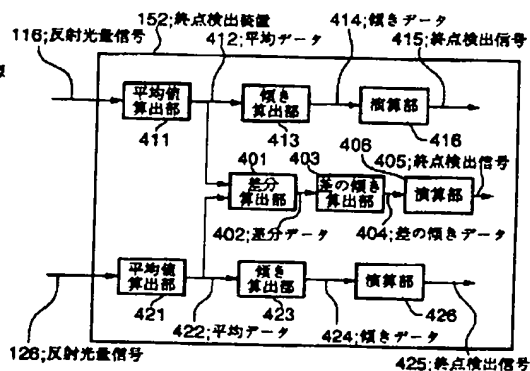 152;終点検出装置
414;傾きデータ
116;反射光量信号
412;平均データ
415;終点検出信号
平均値
算出部
411
傾き
算出部
413
演算部
416
401
差分
算出部
403
差の傾き
算出部
406
演算部
405;終点検出信号
402;差分データ
404;差の傾きデータ
平均値
算出部
421
傾き
算出部
423
演算部
426
422;平均データ
424;傾きデータ
126;反射光量信号
425;終点検出信号